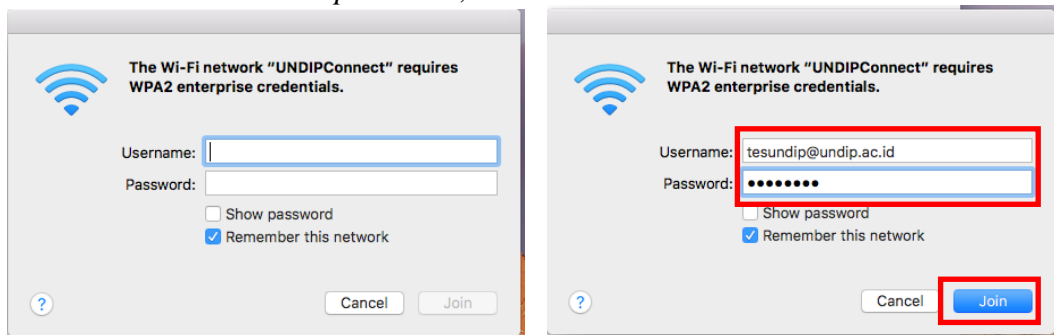 The Wi-Fi network “UNDIPConnect” requires
WPA2 enterprise credentials.
Username:
Password:
Show password
Remember this network
?
Cancel
Join
The Wi-Fi network “UNDIPConnect” requires
WPA2 enterprise credentials.
Username: tesundip@undip.ac.id
Password: ••••••••
Show password
Remember this network
?
Cancel
Join